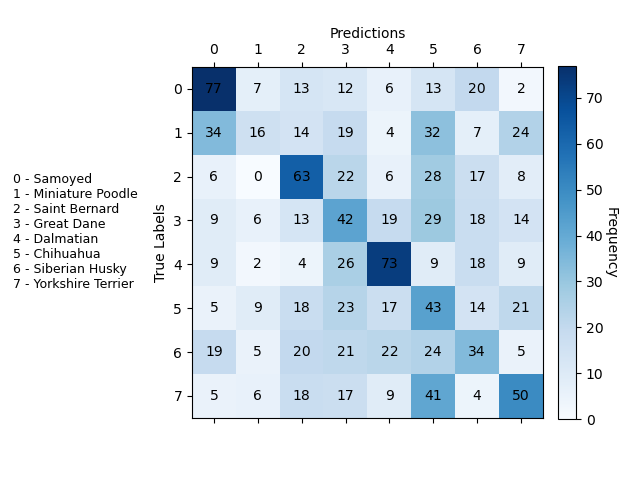 Predictions
0 1 2 3 4 5 6 7
0 77 7 13 12 6 13 20 2
1 34 16 14 19 4 32 7 24
2 6 0 63 22 6 28 17 8
3 9 6 13 42 19 29 18 14
4 9 2 4 26 73 9 18 9
5 5 9 18 23 17 43 14 21
6 19 5 20 21 22 24 34 5
7 5 6 18 17 9 41 4 50
True Labels
0 - Samoyed
1 - Miniature Poodle
2 - Saint Bernard
3 - Great Dane
4 - Dalmatian
5 - Chihuahua
6 - Siberian Husky
7 - Yorkshire Terrier
70
60
50
40
30
20
10
0
Frequency